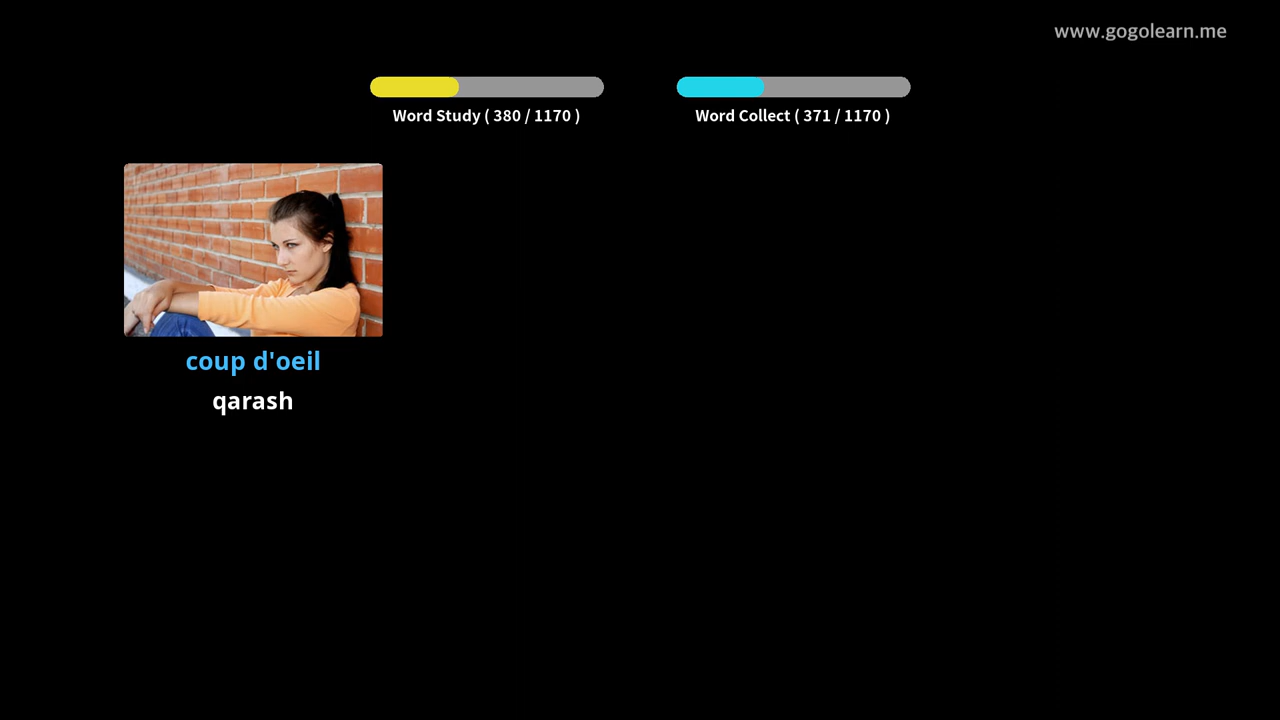 www.gogolearn.me
Word Study ( 380 / 1170 )
Word Collect ( 371 / 1170 )
coup d'oeil
qarash